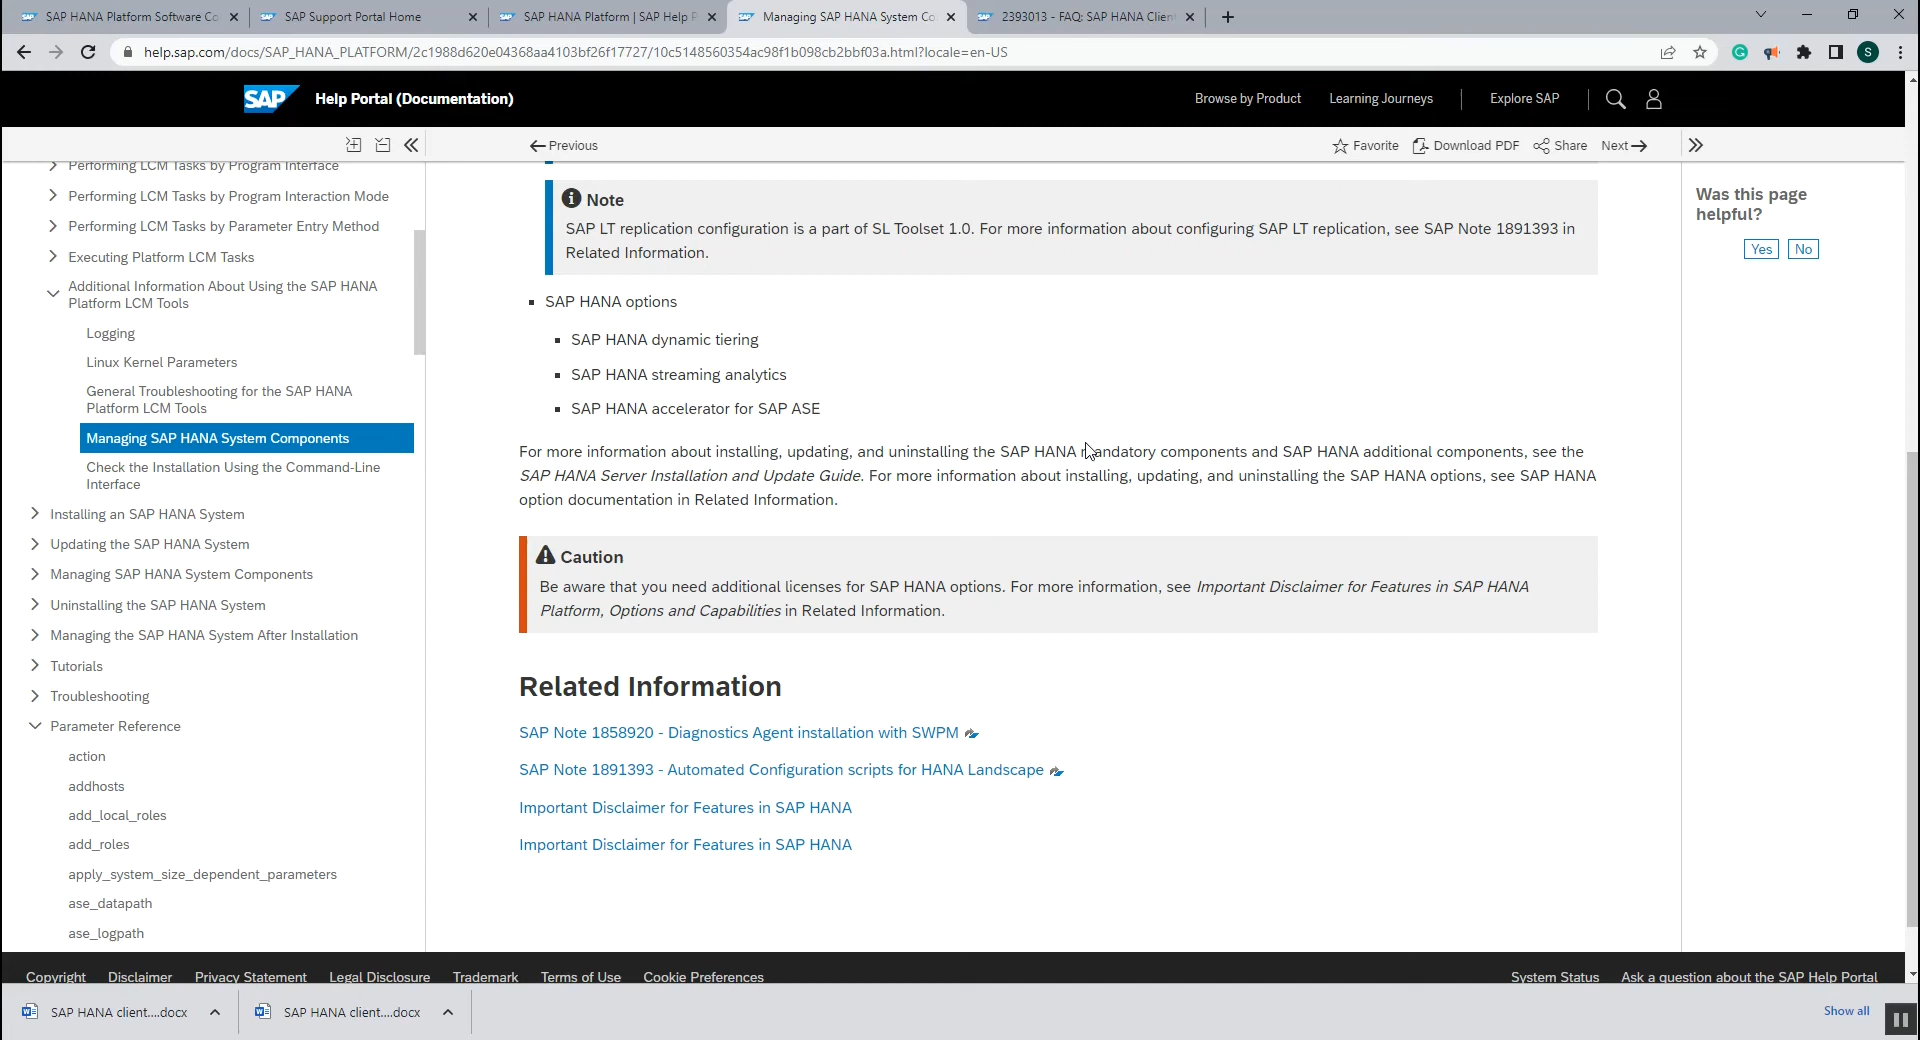 SAP HANA Platform Software Co
SAP Support Portal Home
SAP HANA Platform | SAP Help P
Managing SAP HANA System Co
2393013 - FAQ: SAP HANA Clien
help.sap.com/docs/SAP_HANA_PLATFORM/2c1988d620e04368aa4103bf26f17727/10c5148560354ac98f1b098cb2bbf03a.html?locale=en-US
S
SAP
Help Portal (Documentation)
Browse by Product
Learning Journeys
Explore SAP
Previous
Favorite
Download PDF
Share
Next
Performing LCM Tasks by Program Interface
Performing LCM Tasks by Program Interaction Mode
Performing LCM Tasks by Parameter Entry Method
Executing Platform LCM Tasks
Additional Information About Using the SAP HANA
Platform LCM Tools
Logging
Linux Kernel Parameters
General Troubleshooting for the SAP HANA
Platform LCM Tools
Managing SAP HANA System Components
Check the Installation Using the Command-Line
Interface
Installing an SAP HANA System
Updating the SAP HANA System
Managing SAP HANA System Components
Uninstalling the SAP HANA System
Managing the SAP HANA System After Installation
Tutorials
Troubleshooting
Parameter Reference
action
addhosts
add_local_roles
add_roles
apply_system_size_dependent_parameters
ase_datapath
ase_logpath
Note
SAP LT replication configuration is a part of SL Toolset 1.0. For more information about configuring SAP LT replication, see SAP Note 1891393 in
Related Information.
SAP HANA options
SAP HANA dynamic tiering
SAP HANA streaming analytics
SAP HANA accelerator for SAP ASE
For more information about installing, updating, and uninstalling the SAP HANA mandatory components and SAP HANA additional components, see the
SAP HANA Server Installation and Update Guide. For more information about installing, updating, and uninstalling the SAP HANA options, see SAP HANA
option documentation in Related Information.
Caution
Be aware that you need additional licenses for SAP HANA options. For more information, see Important Disclaimer for Features in SAP HANA
Platform, Options and Capabilities in Related Information.
Related Information
SAP Note 1858920 - Diagnostics Agent installation with SWPM
SAP Note 1891393 - Automated Configuration scripts for HANA Landscape
Important Disclaimer for Features in SAP HANA
Important Disclaimer for Features in SAP HANA
Was this page
helpful?
Yes
No
Copyright
Disclaimer
Privacy Statement
Legal Disclosure
Trademark
Terms of Use
Cookie Preferences
System Status
Ask a question about the SAP Help Portal
SAP HANA client....docx
SAP HANA client....docx
Show all